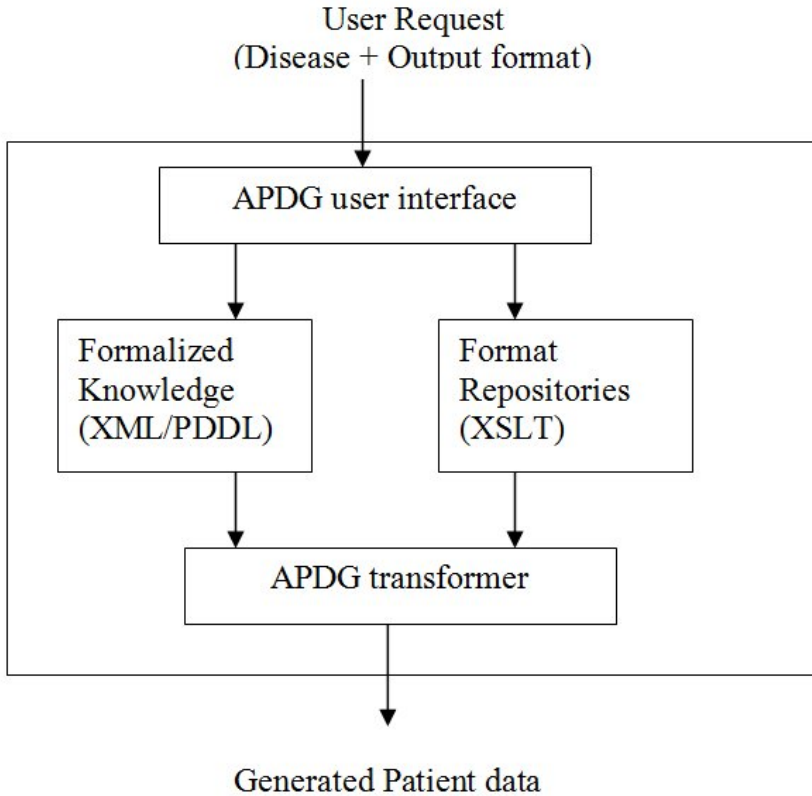 User Request
(Disease + Output format)
APDG user interface
Formalized
Knowledge
(XML/PDDL)
Format
Repositories
(XSLT)
APDG transformer
Generated Patient data